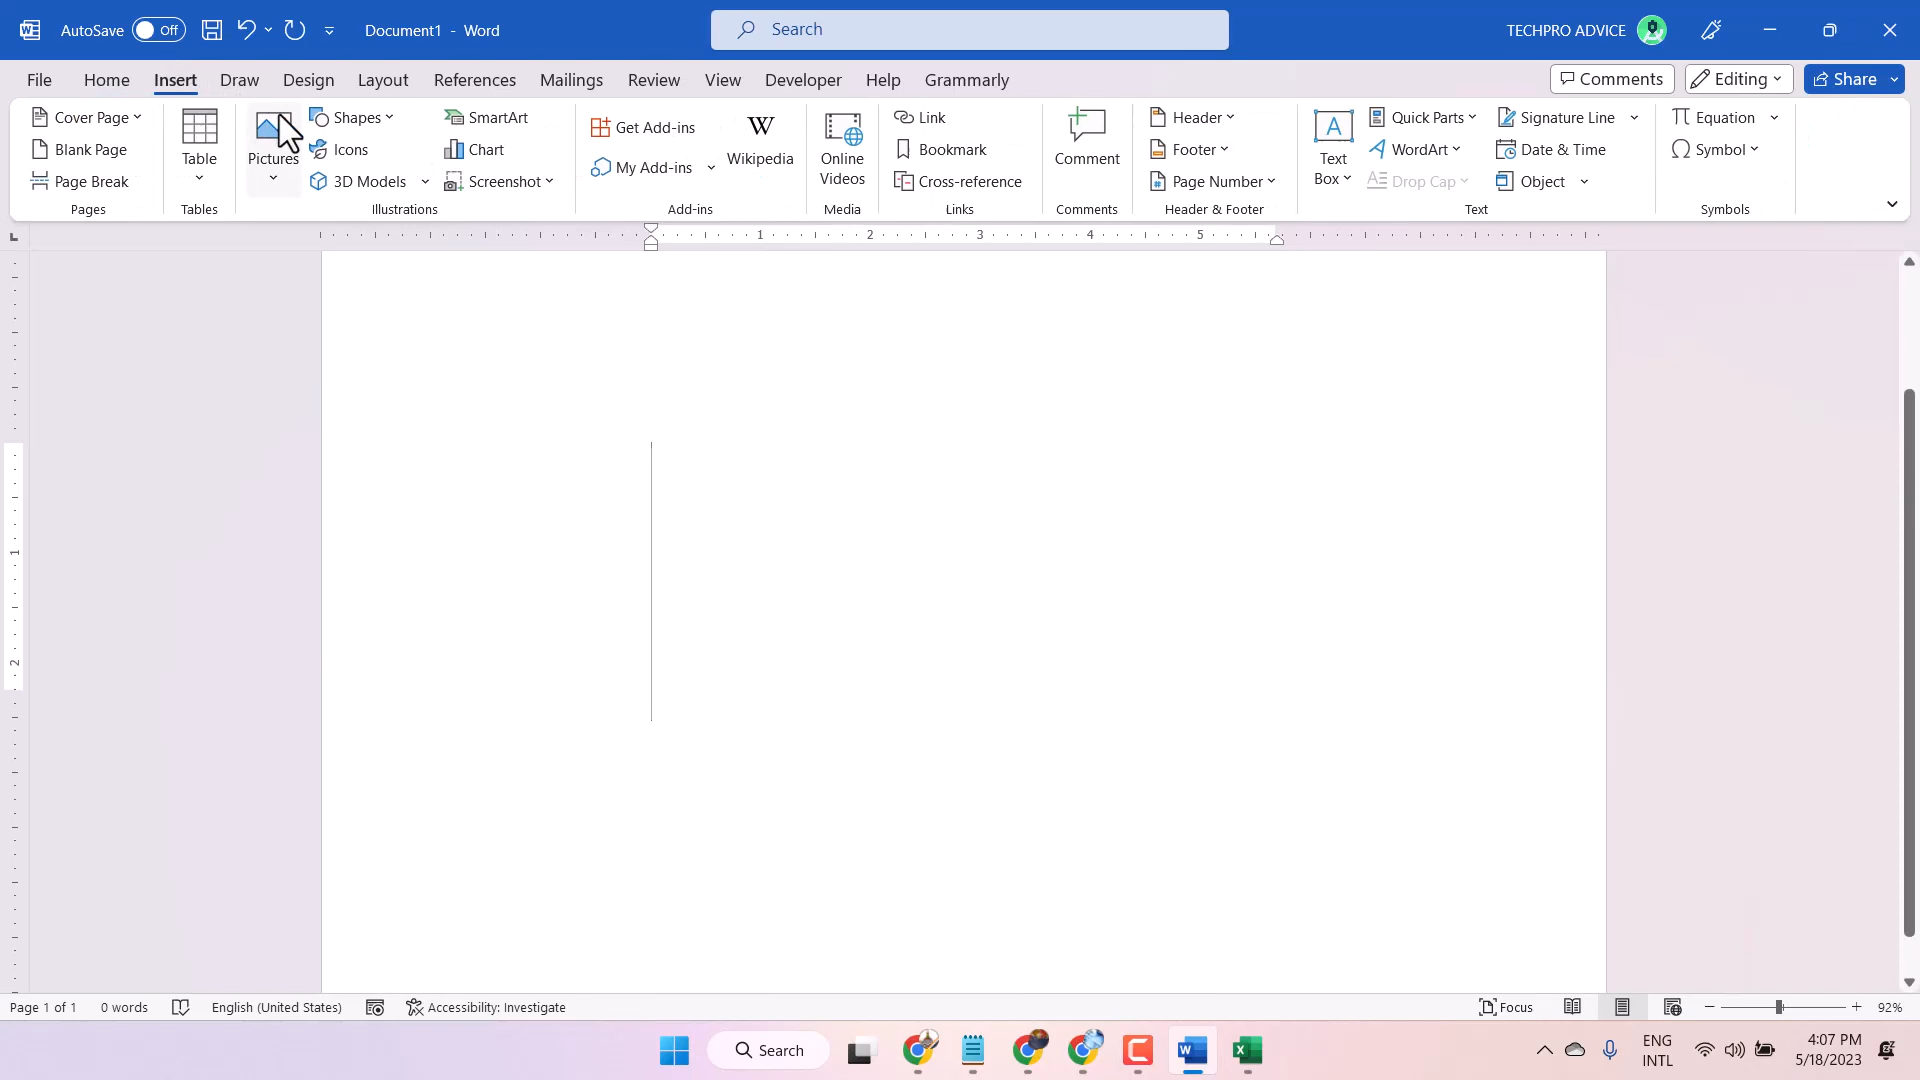 AutoSave Off Document1 - Word Search TECHPRO ADVICE
File Home Insert Draw Design Layout References Mailings Review View Developer Help Grammarly Comments Editing Share
Cover Page
Blank Page
Page Break
Pages
Table
Tables
Pictures
Shapes
Icons
3D Models
SmartArt
Chart
Screenshot
Illustrations
Get Add-ins
My Add-ins
W
Wikipedia
Add-ins
Online
Videos
Media
Link
Bookmark
Cross-reference
Links
Comment
Comments
Header
Footer
Page Number
Header & Footer
A
Text
Box
Quick Parts
WordArt
Drop Cap
Signature Line
Date & Time
Object
Text
Equation
Symbol
Symbols
1 2 3 4 5
1
2
Page 1 of 1 0 words English (United States) Accessibility: Investigate Focus 92%
Search
ENG
INTL
4:07 PM
5/18/2023